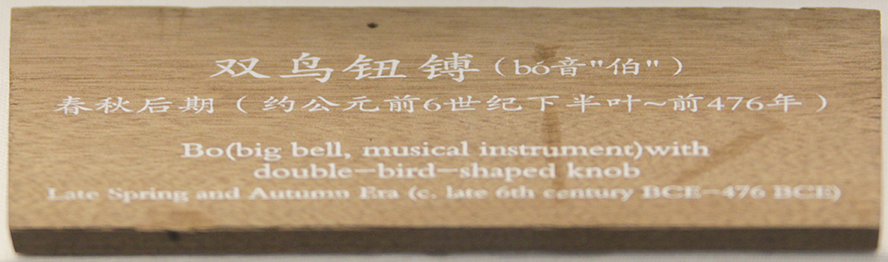 双鸟钮镈（bó音"伯"）
春秋后期（约公元前6世纪下半叶~前476年）
Bo(big bell, musical instrument)with
double-bird-shaped knob
Late Spring and Autumn Era (c. late 6th century BCE-476 BCE)